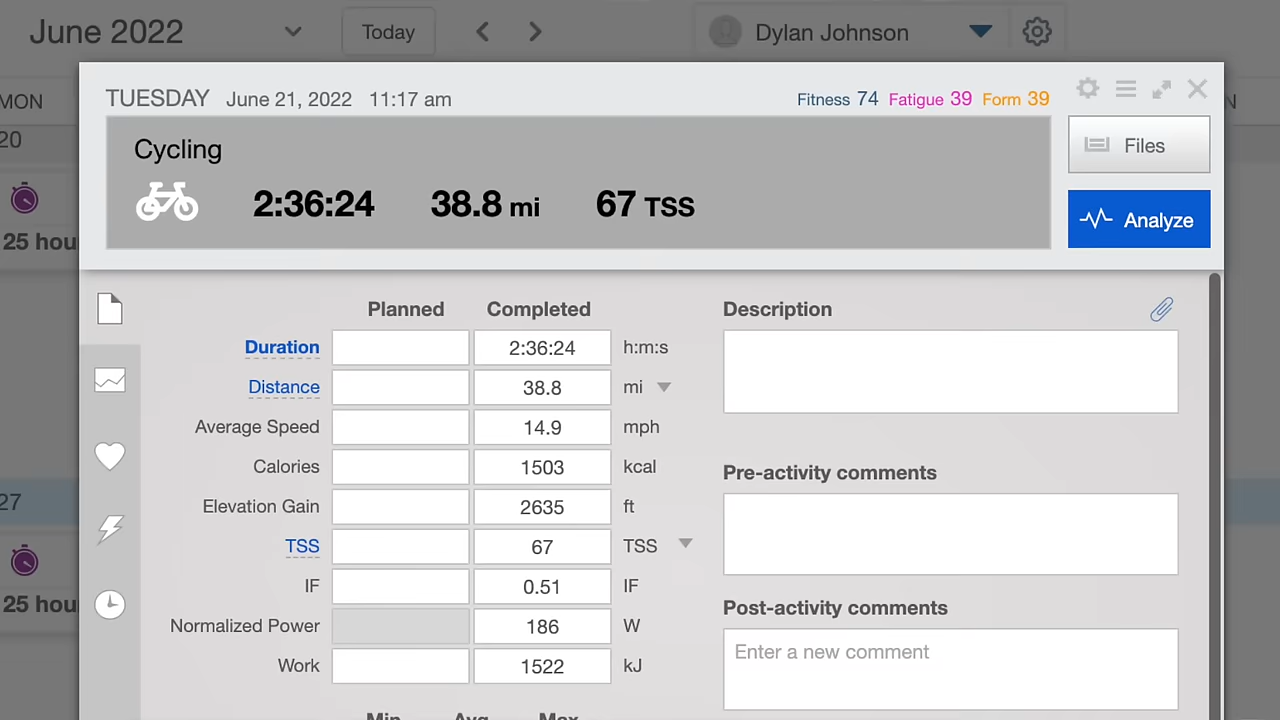 June 2022
Today
Dylan Johnson
MON
20
25 hou
27
25 hou
N
TUESDAY June 21, 2022 11:17 am
Fitness 74 Fatigue 39 Form 39
Cycling
2:36:24 38.8 mi 67 TSS
Files
Analyze
Planned Completed
Duration 2:36:24 h:m:s
Distance 38.8 mi
Average Speed 14.9 mph
Calories 1503 kcal
Elevation Gain 2635 ft
TSS 67 TSS
IF 0.51 IF
Normalized Power 186 W
Work 1522 kJ
Min Avg Max
Description
Pre-activity comments
Post-activity comments
Enter a new comment